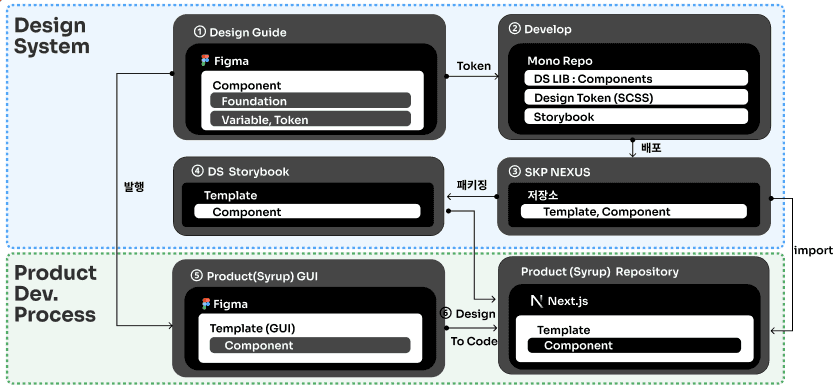 Design
System
① Design Guide
Figma
Component
Foundation
Variable, Token
Token
② Develop
Mono Repo
DS LIB : Components
Design Token (SCSS)
Storybook
배포
발행
④ DS Storybook
Template
Component
패키징
③ SKP NEXUS
저장소
Template, Component
import
Product
Dev.
Process
⑤ Product(Syrup) GUI
Figma
Template (GUI)
Component
⑥ Design
To Code
Product (Syrup) Repository
Next.js
Template
Component